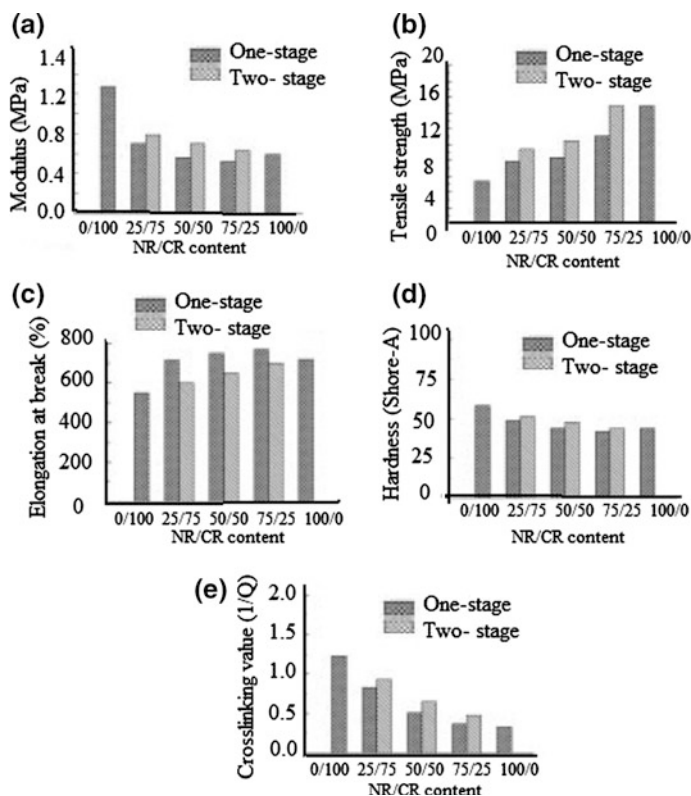 (a)
Modulus (MPa)
1.4
1.2
0.8
0.4
0.0
One-stage
Two- stage
0/100 25/75 50/50 75/25 100/0
NR/CR content
(b)
Tensile strength (MPa)
20
16
12
8
4
0
One-stage
Two- stage
0/100 25/75 50/50 75/25 100/0
NR/CR content
(c)
Elongation at break (%)
800
600
400
200
0
One-stage
Two- stage
0/100 25/75 50/50 75/25 100/0
NR/CR content
(d)
Hardness (Shore-A)
100
75
50
25
0
One-stage
Two- stage
0/100 25/75 50/50 75/25 100/0
NR/CR content
(e)
Crosslinking value (1/Q)
2.0
1.5
1.0
0.5
0.0
One-stage
Two- stage
0/100 25/75 50/50 75/25 100/0
NR/CR content